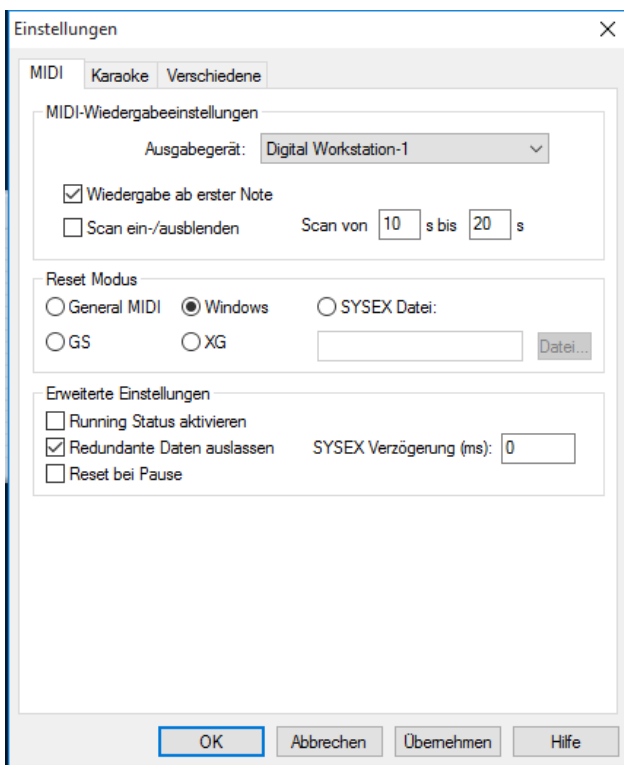 Einstellungen
MIDI Karaoke Verschiedene
MIDI-Wiedergabeeinstellungen
Ausgabegerät: Digital Workstation-1
Wiedergabe ab erster Note
Scan ein-/ausblenden Scan von 10 s bis 20 s
Reset Modus
General MIDI Windows SYSEX Datei:
GS XG Datei...
Erweiterte Einstellungen
Running Status aktivieren
Redundante Daten auslassen SYSEX Verzögerung (ms): 0
Reset bei Pause
OK Abbrechen Übernehmen Hilfe